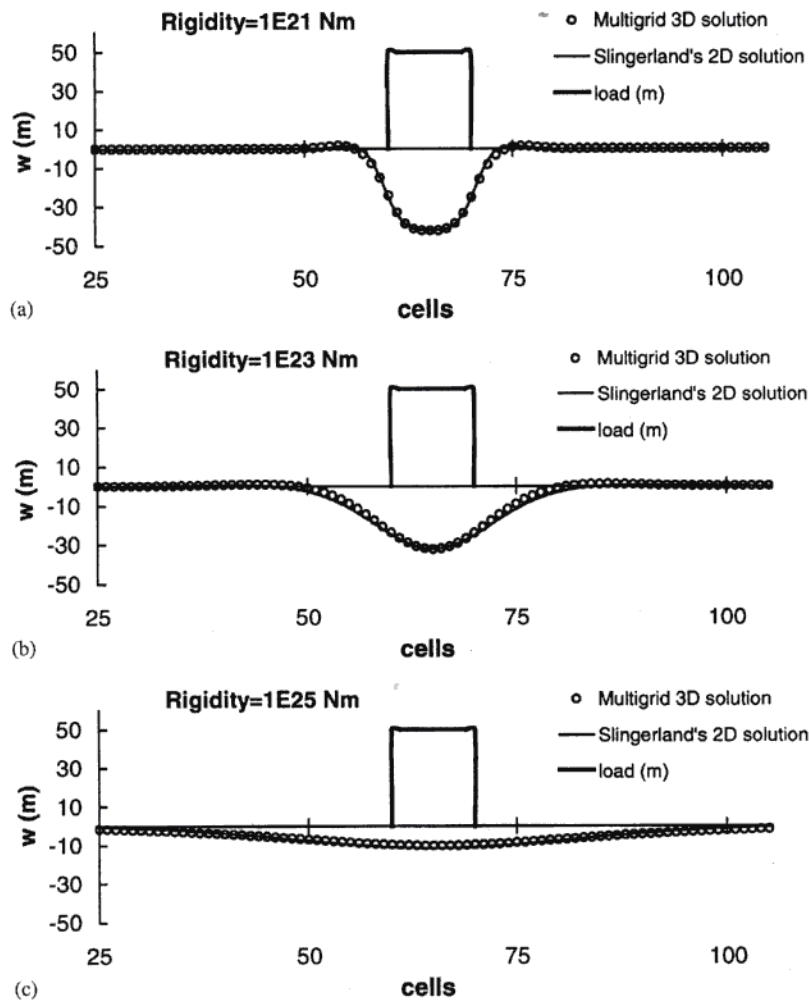 Rigidity=1E21 Nm
Multigrid 3D solution
Slingerland's 2D solution
load (m)
w (m)
50
30
10
-10
-30
-50
25
50
75
100
cells
(a)
Rigidity=1E23 Nm
Multigrid 3D solution
Slingerland's 2D solution
load (m)
w (m)
50
30
10
-10
-30
-50
25
50
75
100
cells
(b)
Rigidity=1E25 Nm
Multigrid 3D solution
Slingerland's 2D solution
load (m)
w (m)
50
30
10
-10
-30
-50
25
50
75
100
cells
(c)